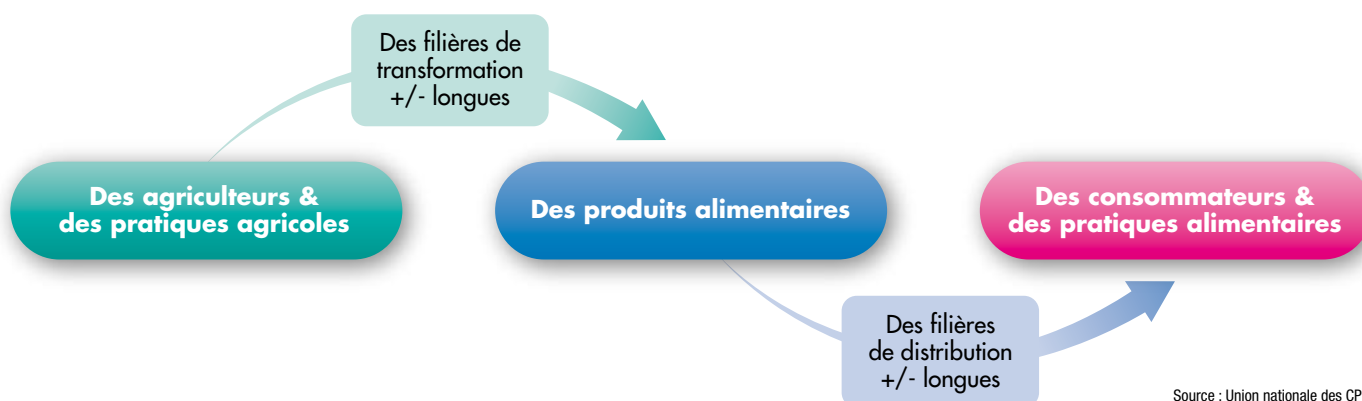 Des filières de
transformation
+/- longues
Des agriculteurs &
des pratiques agricoles
Des produits alimentaires
Des consommateurs &
des pratiques alimentaires
Des filières
de distribution
+/- longues
Source : Union nationale des CP